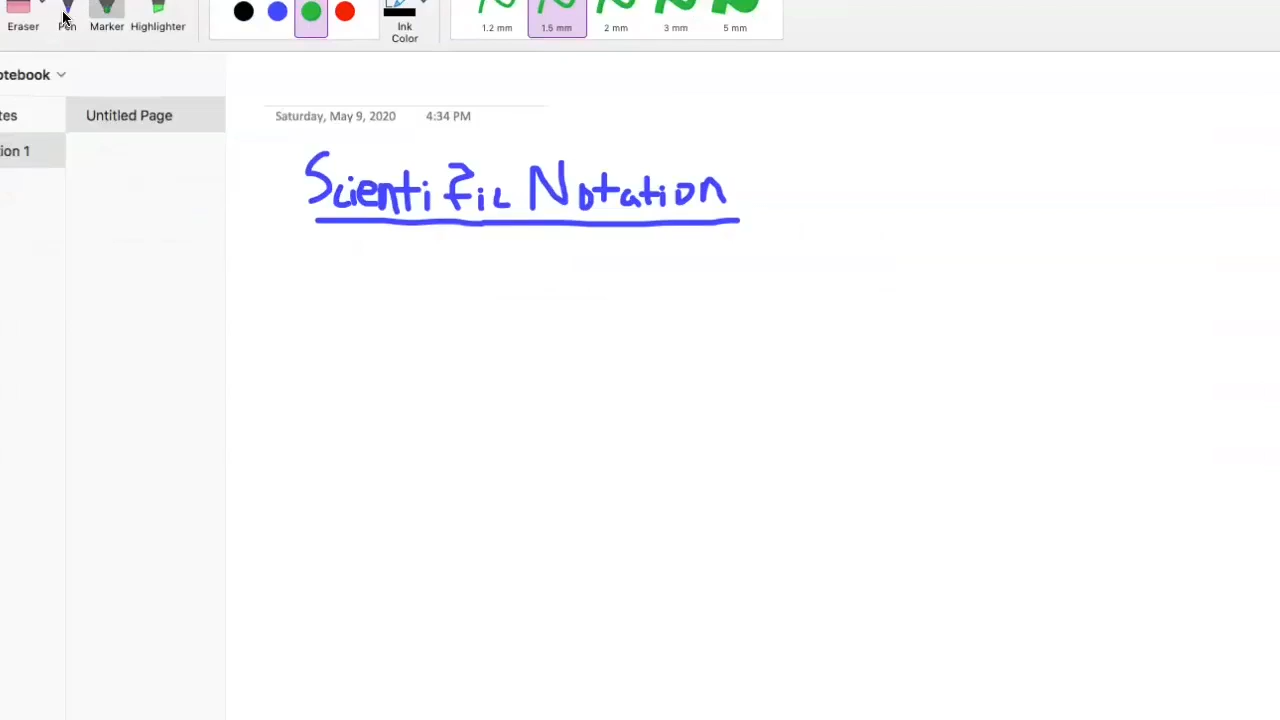 Eraser Pen Marker Highlighter Ink Color 1.2 mm 1.5 mm 2 mm 3 mm 5 mm
otebook
tes Untitled Page
ion 1
Saturday, May 9, 2020 4:34 PM
Scientific Notation